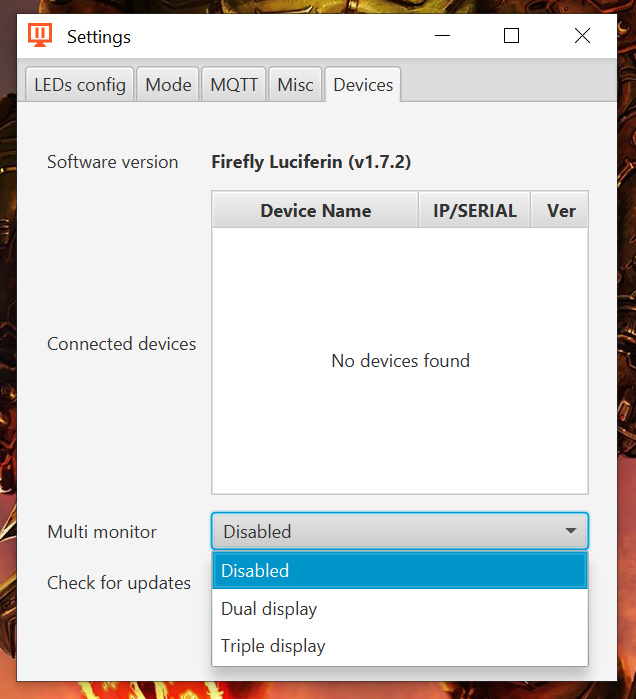 Settings
LEDs config Mode MQTT Misc Devices
Software version Firefly Luciferin (v1.7.2)
Device Name IP/SERIAL Ver
Connected devices
No devices found
Multi monitor Disabled
Disabled
Check for updates
Dual display
Triple display